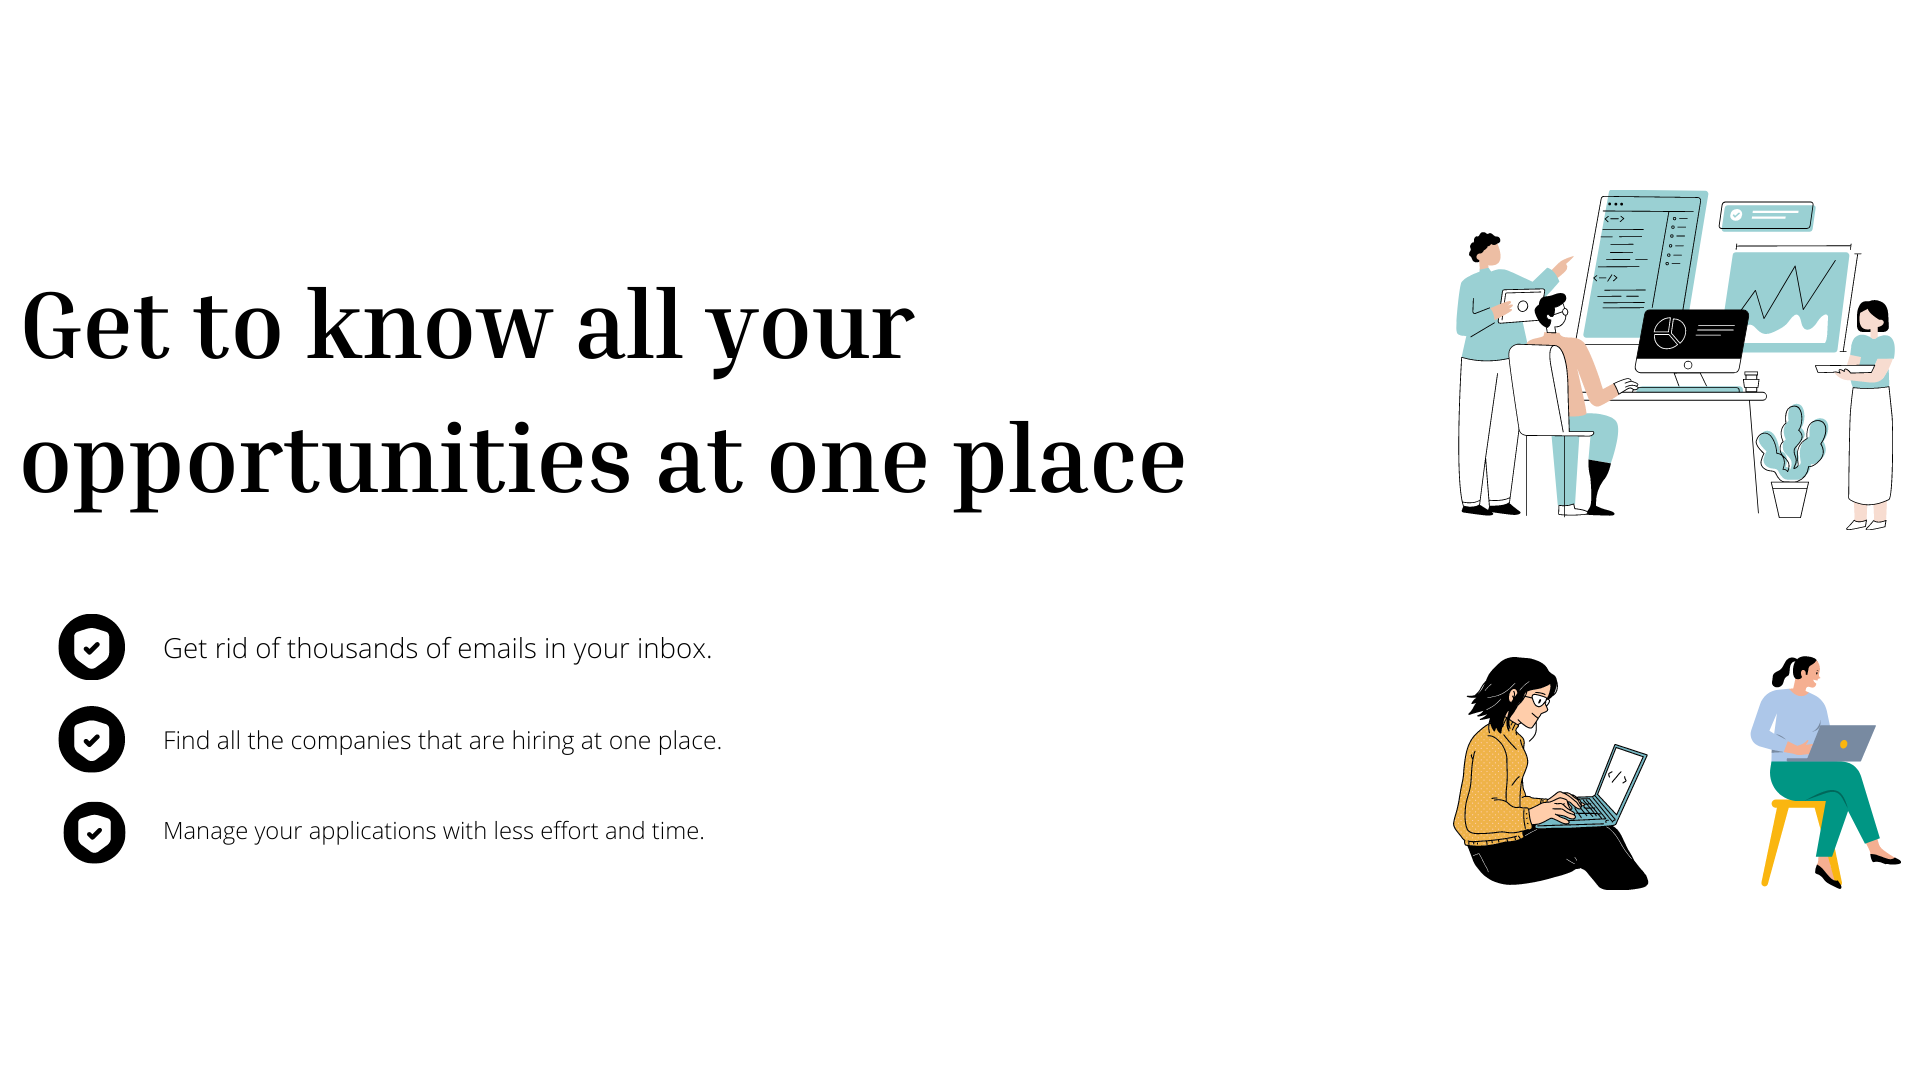 Get to know all your
opportunities at one place
Get rid of thousands of emails in your inbox.
Find all the companies that are hiring at one place.
Manage your applications with less effort and time.